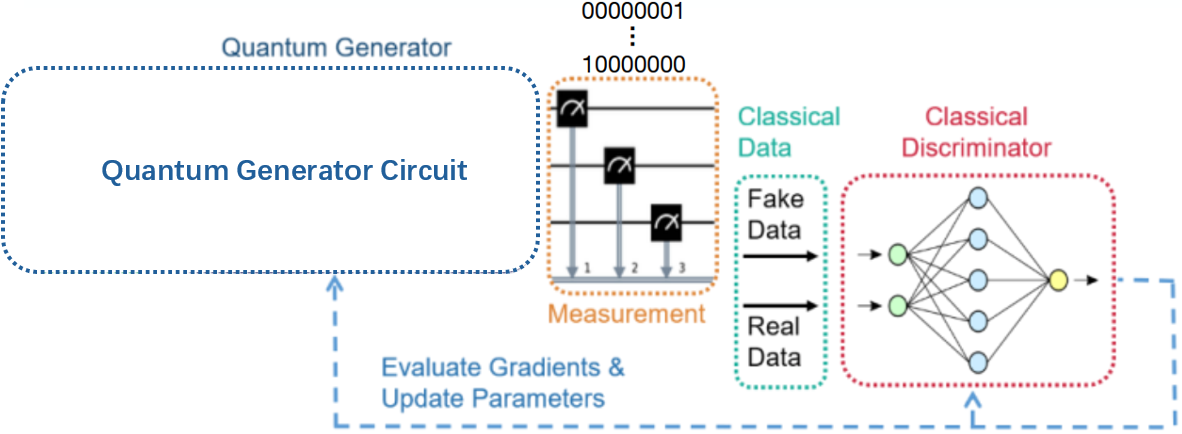 00000001
⋮
10000000
Quantum Generator
Quantum Generator Circuit
1 2 3
Measurement
Classical
Data
Fake
Data
Real
Data
Classical
Discriminator
Evaluate Gradients &
Update Parameters